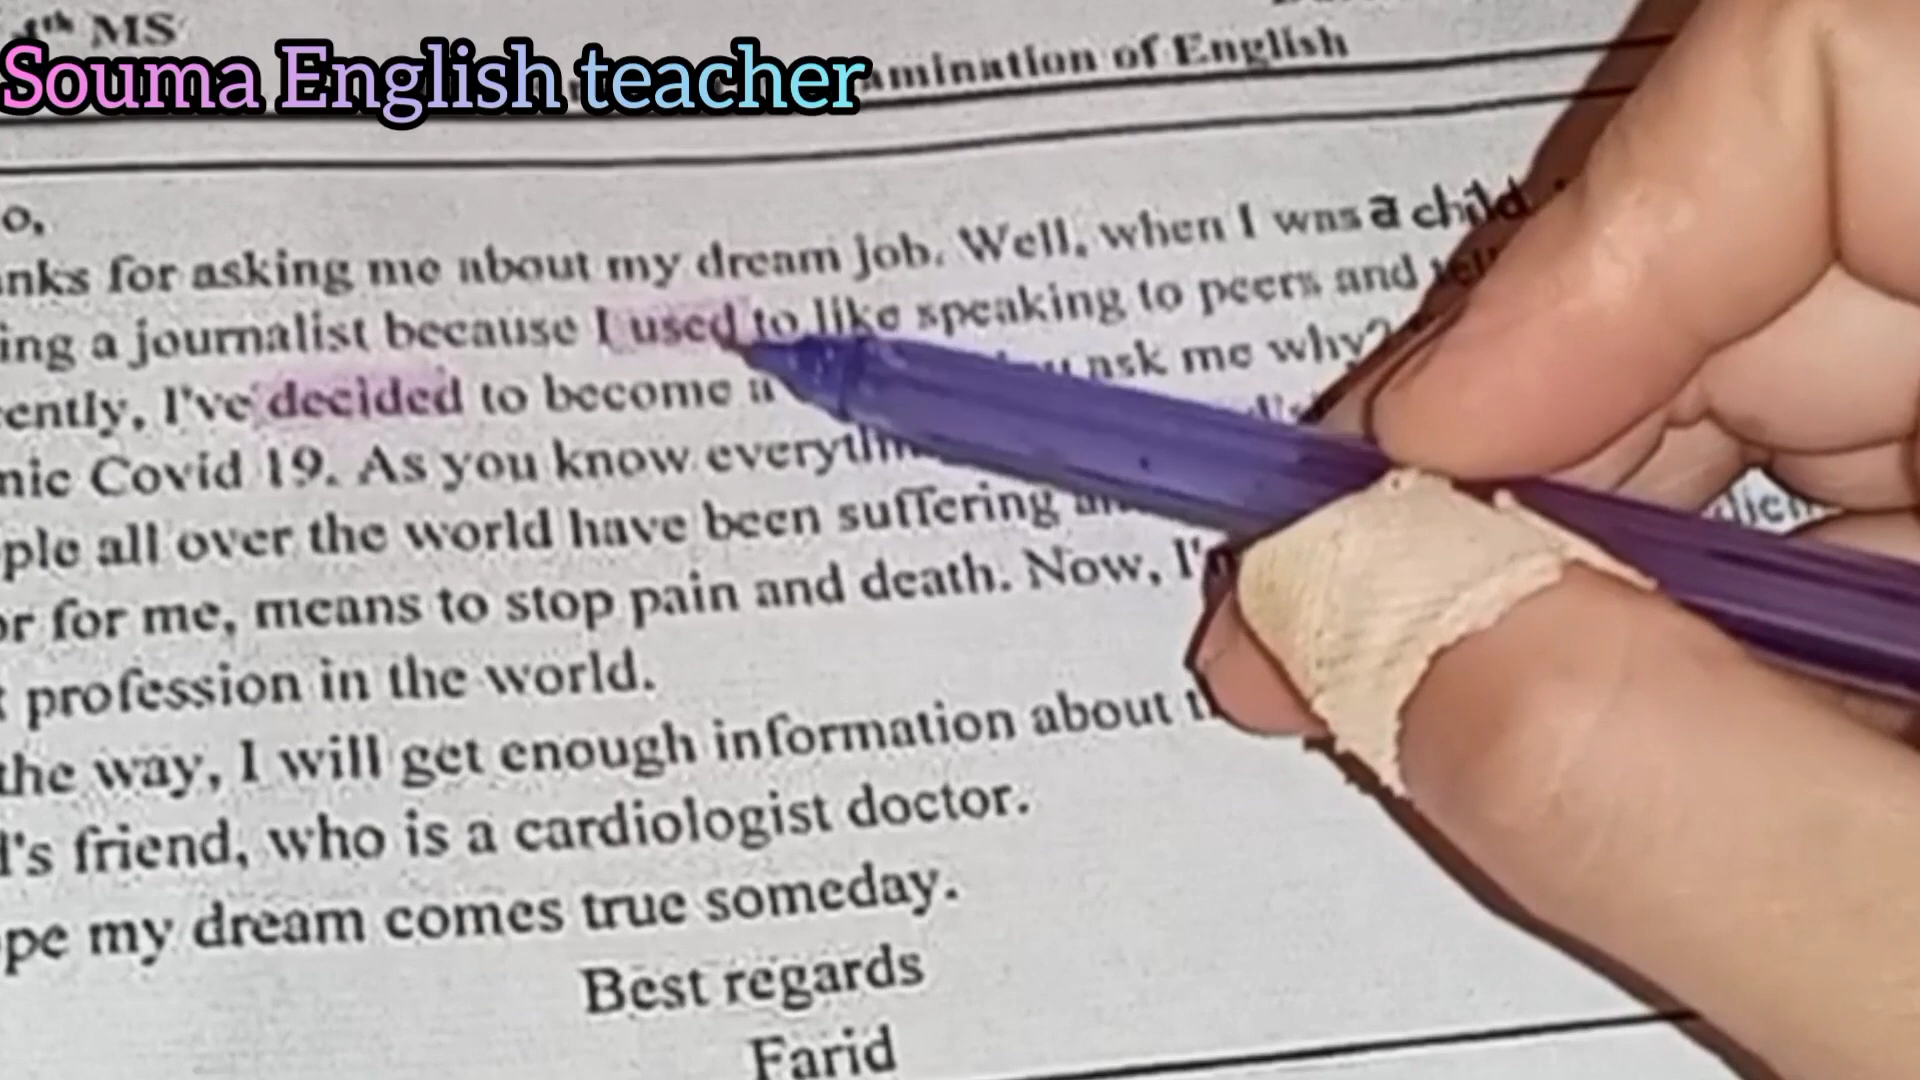 4th MS
Souma English teacher
amination of English
o,
nks for asking me about my dream job. Well, when I was a child
ing a journalist because I used to like speaking to peers and
ently, I've decided to become a ask me why?
nic Covid 19. As you know
ple all over the world have been suffering
or for me, means to stop pain and death. Now,
profession in the world.
the way, I will get enough information about
d's friend, who is a cardiologist doctor.
pe my dream comes true someday.
Best regards
Farid